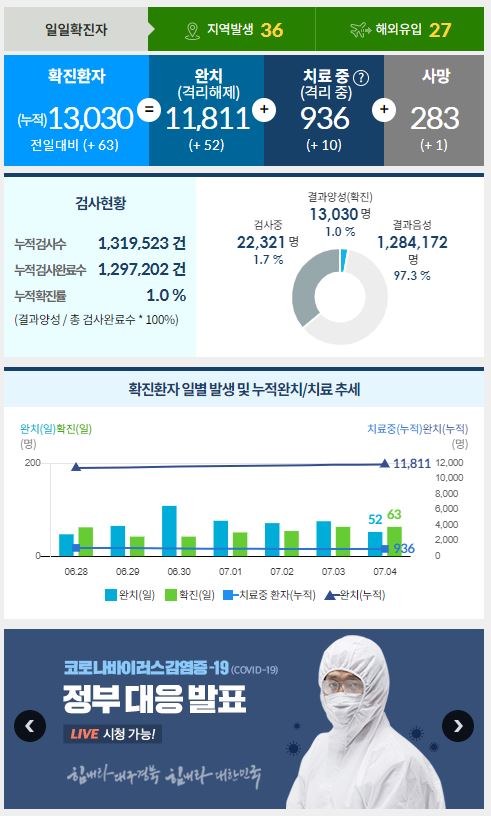 일일확진자
지역발생 36
해외유입 27
확진환자
(누적)13,030
전일대비 (+ 63)
=
완치
(격리해제)
11,811
(+ 52)
+
치료 중 ?
(격리 중)
936
(+ 10)
+
사망
283
(+ 1)
검사현황
누적검사수 1,319,523 건
누적검사완료수 1,297,202 건
누적확진률 1.0 %
(결과양성 / 총 검사완료수 * 100%)
결과양성(확진)
13,030 명
1.0 %
검사중
22,321 명
1.7 %
결과음성
1,284,172
명
97.3 %
확진환자 일별 발생 및 누적완치/치료 추세
완치(일)확진(일)
(명)
치료중(누적)완치(누적)
(명)
200
0
12,000
10,000
8,000
6,000
4,000
2,000
0
11,811
52
63
936
06.28 06.29 06.30 07.01 07.02 07.03 07.04
완치(일) 확진(일) 치료중 환자(누적) 완치(누적)
코로나바이러스감염증-19 (COVID-19)
정부 대응 발표
LIVE 시청 가능!
힘내라 대구경북 힘내라 대한민국